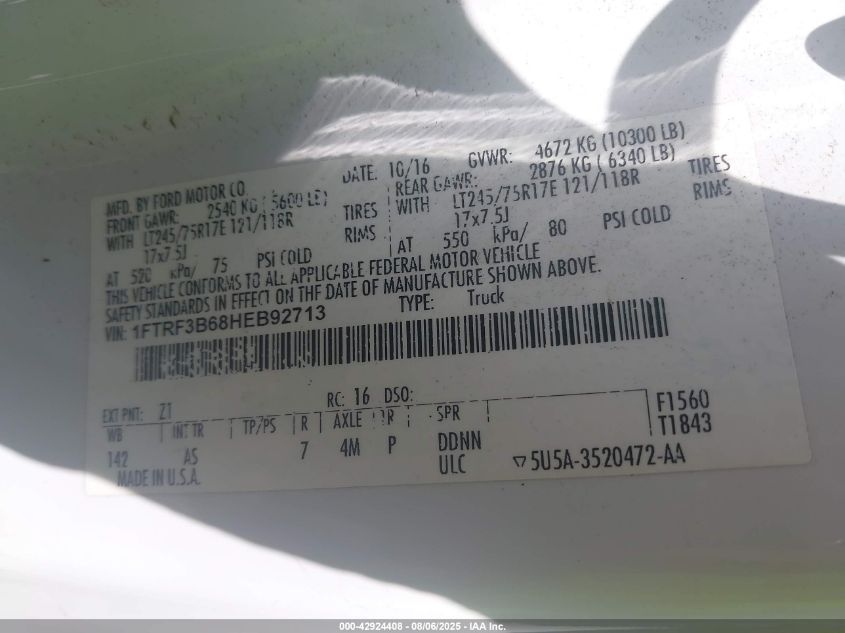 MFD. BY FORD MOTOR CO.
DATE: 10/16 GVWR: 4672 KG (10300 LB)
FRONT GAWR: 2540 KG (5600 LB)
REAR GAWR: 2876 KG (6340 LB)
WITH LT245/75R17E 121/118R TIRES
WITH LT245/75R17E 121/118R TIRES
17x7.5J RIMS
17x7.5J RIMS
AT 520 kPa/ 75 PSI COLD
AT 550 kPa/ 80 PSI COLD
THIS VEHICLE CONFORMS TO ALL APPLICABLE FEDERAL MOTOR VEHICLE
SAFETY STANDARDS IN EFFECT ON THE DATE OF MANUFACTURE SHOWN ABOVE.
VIN: 1FTRF3B68HEB92713 TYPE: Truck
EXT PNT: Z1 RC: 16 DSO: F1560
WB INT TR TP/PS R AXLE TR SPR T1843
142 AS 7 4M P DDNN
ULC ▽5U5A-3520472-AA
MADE IN U.S.A.
000-42924408 - 08/06/2025 - IAA Inc.